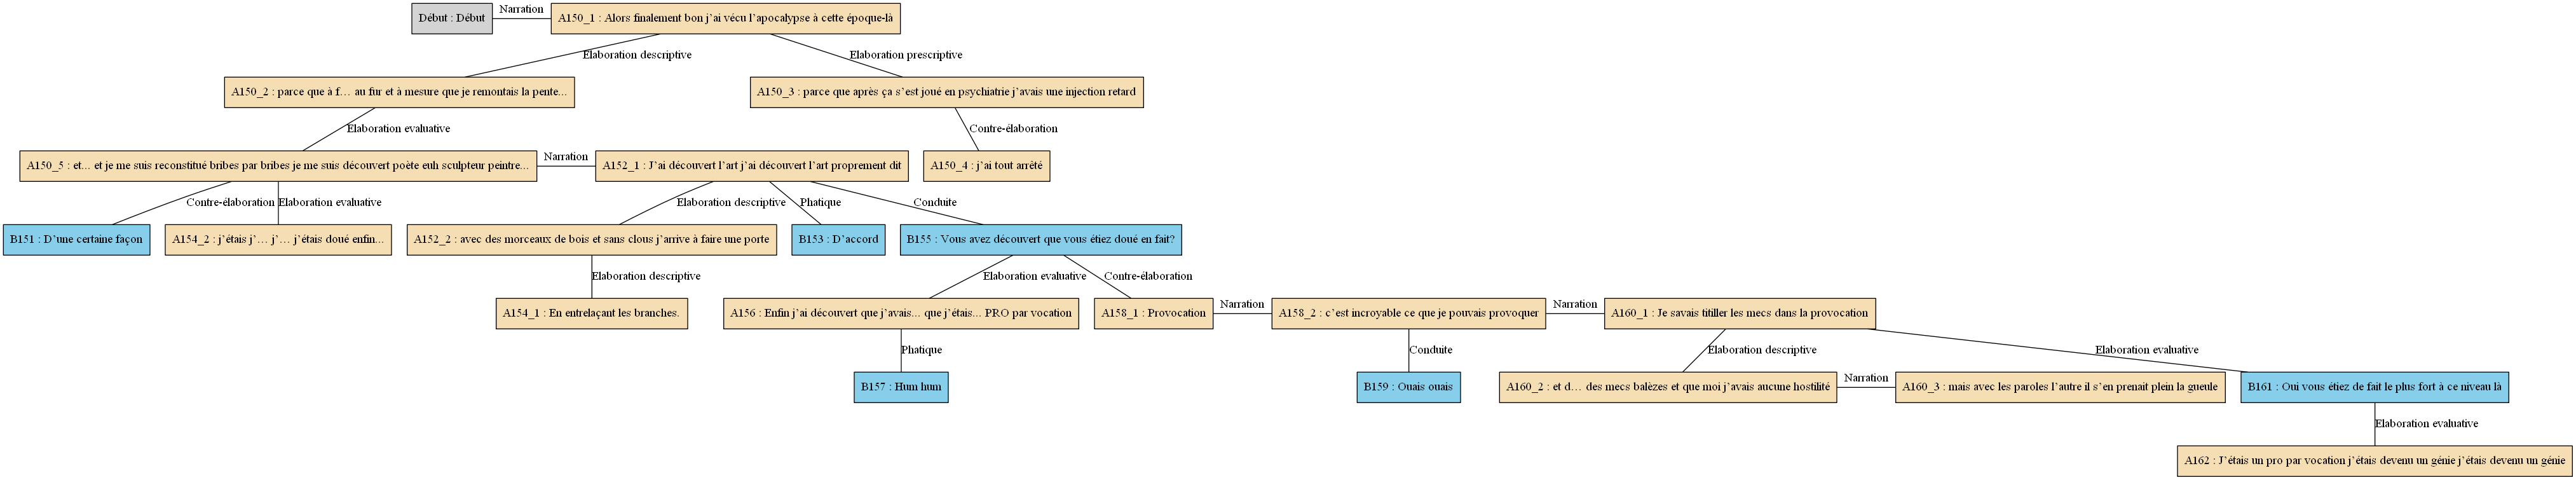 Début : Début
Narration
A150_1 : Alors finalement bon j’ai vécu l’apocalypse à cette époque-là
Elaboration descriptive
Elaboration prescriptive
A150_2 : parce que à f… au fur et à mesure que je remontais la pente...
A150_3 : parce que après ça s’est joué en psychiatrie j’avais une injection retard
Elaboration evaluative
Contre-élaboration
A150_5 : et... et je me suis reconstitué bribes par bribes je me suis découvert poète euh sculpteur peintre...
Narration
A152_1 : J’ai découvert l’art j’ai découvert l’art proprement dit
A150_4 : j’ai tout arrêté
Contre-élaboration
Elaboration evaluative
Elaboration descriptive
Phatique
Conduite
B151 : D’une certaine façon
A154_2 : j’étais j’… j’… j’étais doué enfin...
A152_2 : avec des morceaux de bois et sans clous j’arrive à faire une porte
B153 : D’accord
B155 : Vous avez découvert que vous étiez doué en fait?
Elaboration descriptive
Elaboration evaluative
Contre-élaboration
A154_1 : En entrelaçant les branches.
A156 : Enfin j’ai découvert que j’avais... que j’étais... PRO par vocation
A158_1 : Provocation
Narration
A158_2 : c’est incroyable ce que je pouvais provoquer
Narration
A160_1 : Je savais titiller les mecs dans la provocation
Phatique
Conduite
Elaboration descriptive
Elaboration evaluative
B157 : Hum hum
B159 : Ouais ouais
A160_2 : et d… des mecs balèzes et que moi j’avais aucune hostilité
Narration
A160_3 : mais avec les paroles l’autre il s’en prenait plein la gueule
B161 : Oui vous étiez de fait le plus fort à ce niveau là
Elaboration evaluative
A162 : J’étais un pro par vocation j’étais devenu un génie j’étais devenu un génie